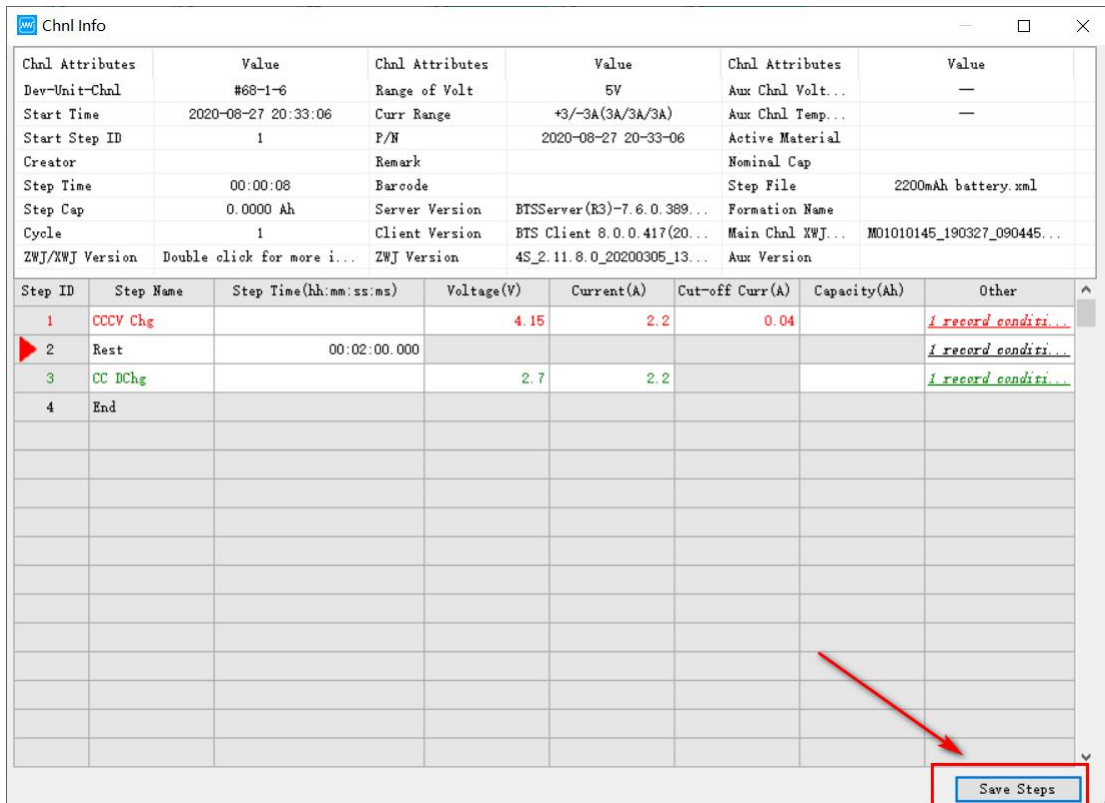 Chnl Info
Chnl Attributes Value Chnl Attributes Value Chnl Attributes Value
Dev-Unit-Chnl #68-1-6 Range of Volt 5V Aux Chnl Volt... —
Start Time 2020-08-27 20:33:06 Curr Range +3/-3A(3A/3A/3A) Aux Chnl Temp... —
Start Step ID 1 P/N 2020-08-27 20-33-06 Active Material
Creator Remark Nominal Cap
Step Time 00:00:08 Barcode Step File 2200mAh battery.xml
Step Cap 0.0000 Ah Server Version BTSServer(R3)-7.6.0.389... Formation Name
Cycle 1 Client Version BTS Client 8.0.0.417(20... Main Chnl XWJ... M01010145_190327_090445...
ZWJ/XWJ Version Double click for more i... ZWJ Version 4S_2.11.8.0_20200305_13... Aux Version
Step ID Step Name Step Time(hh:mm:ss:ms) Voltage(V) Current(A) Cut-off Curr(A) Capacity(Ah) Other
1 CCCV Chg 4.15 2.2 0.04 1 record conditi...
2 Rest 00:02:00.000 1 record conditi...
3 CC DChg 2.7 2.2 1 record conditi...
4 End
Save Steps